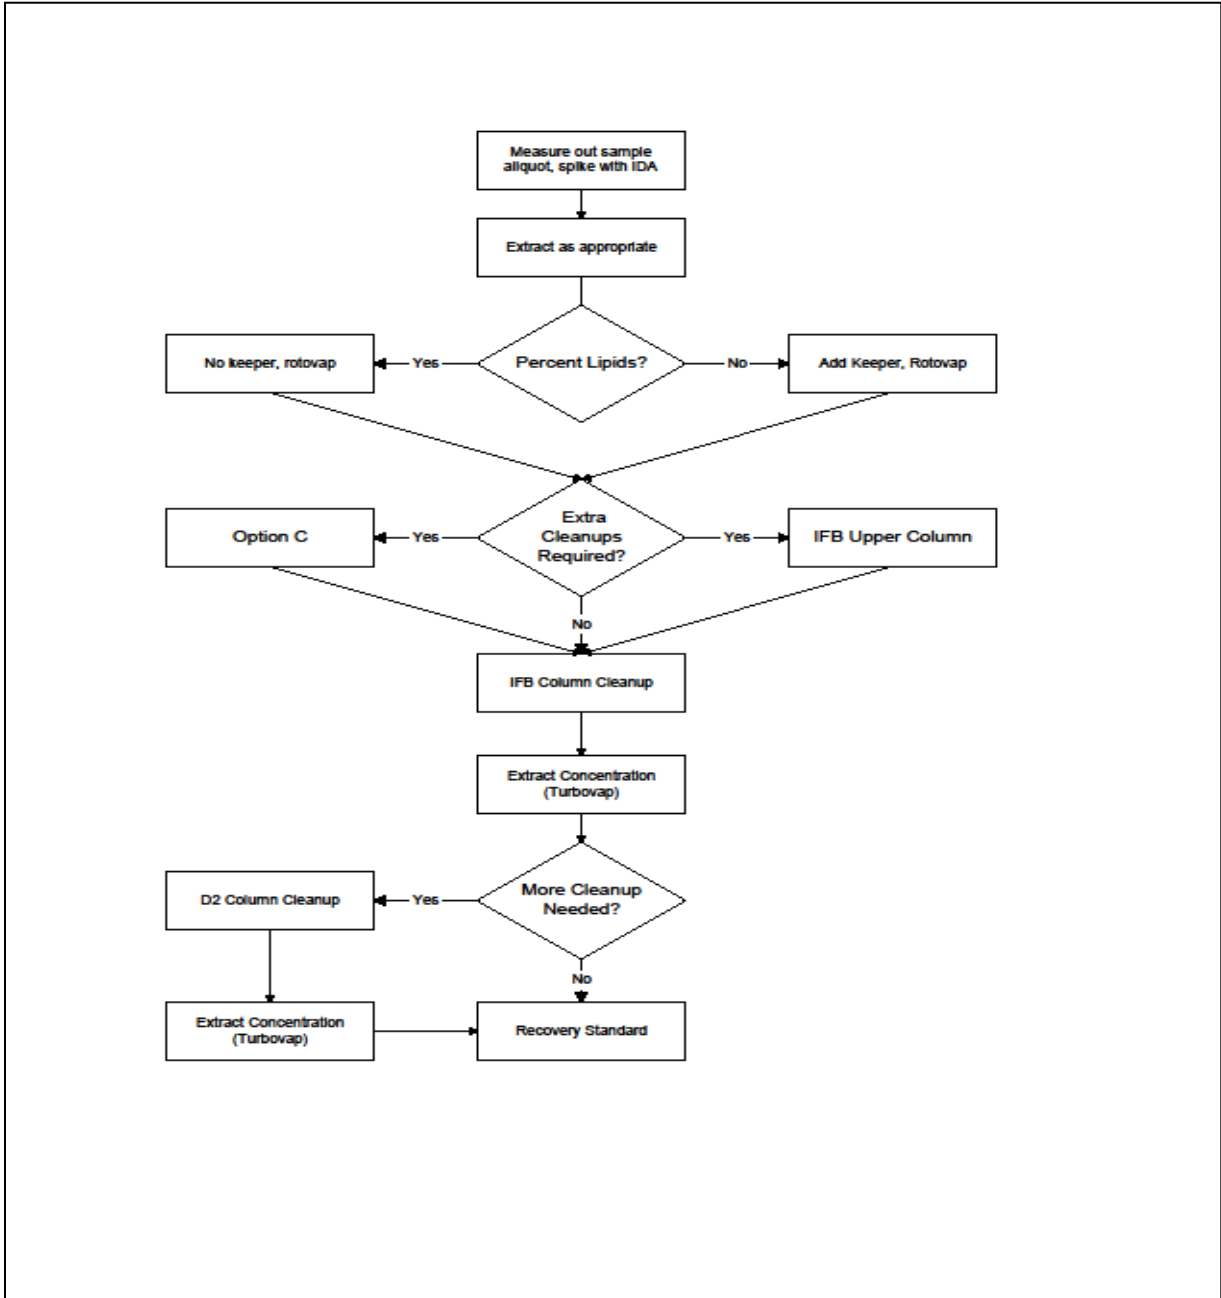 Measure out sample
aliquot, spike with IDA
Extract as appropriate
No keeper, rotovap
Yes
Percent Lipids?
No
Add Keeper, Rotovap
Option C
Yes
Extra
Cleanups
Required?
Yes
IFB Upper Column
No
IFB Column Cleanup
Extract Concentration
(Turbovap)
D2 Column Cleanup
Yes
More Cleanup
Needed?
No
Extract Concentration
(Turbovap)
Recovery Standard